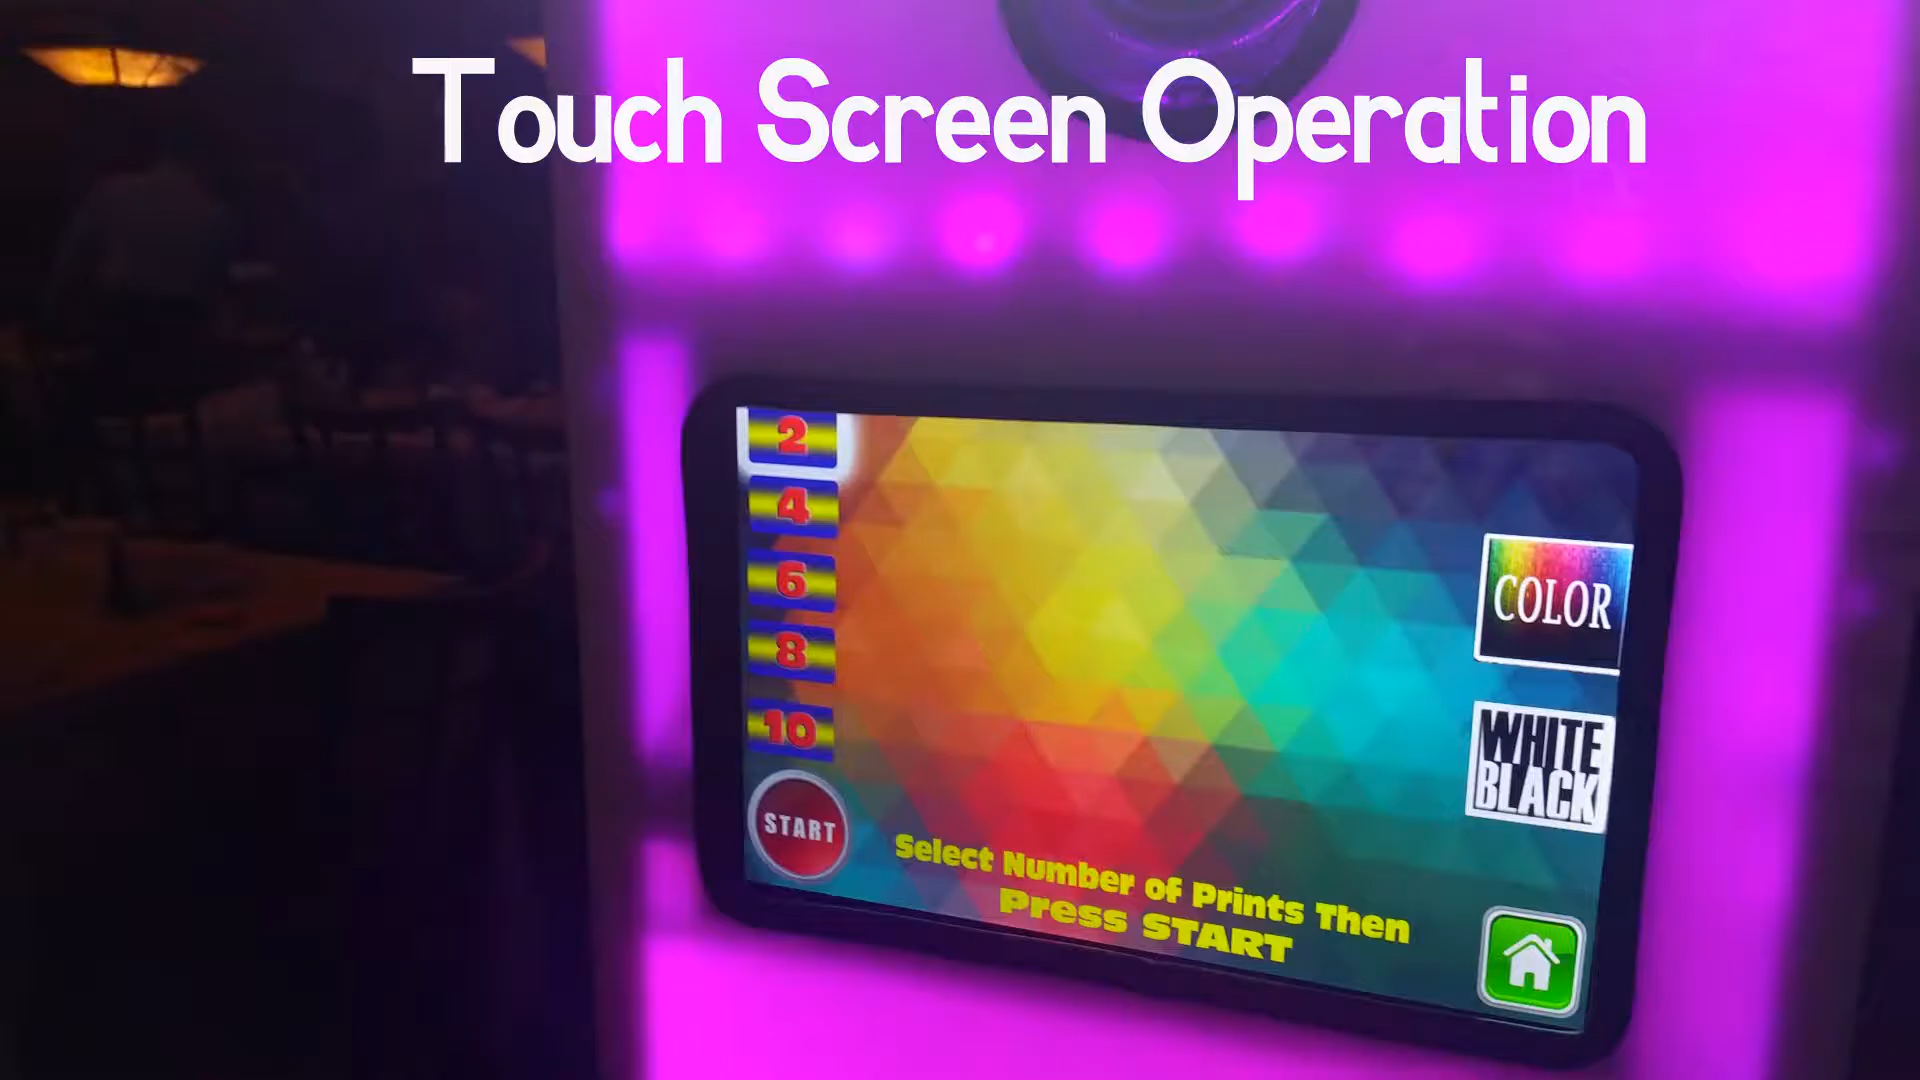 Touch Screen Operation
2
4
6
8
10
START
COLOR
WHITE
BLACK
Select Number of Prints Then
Press START